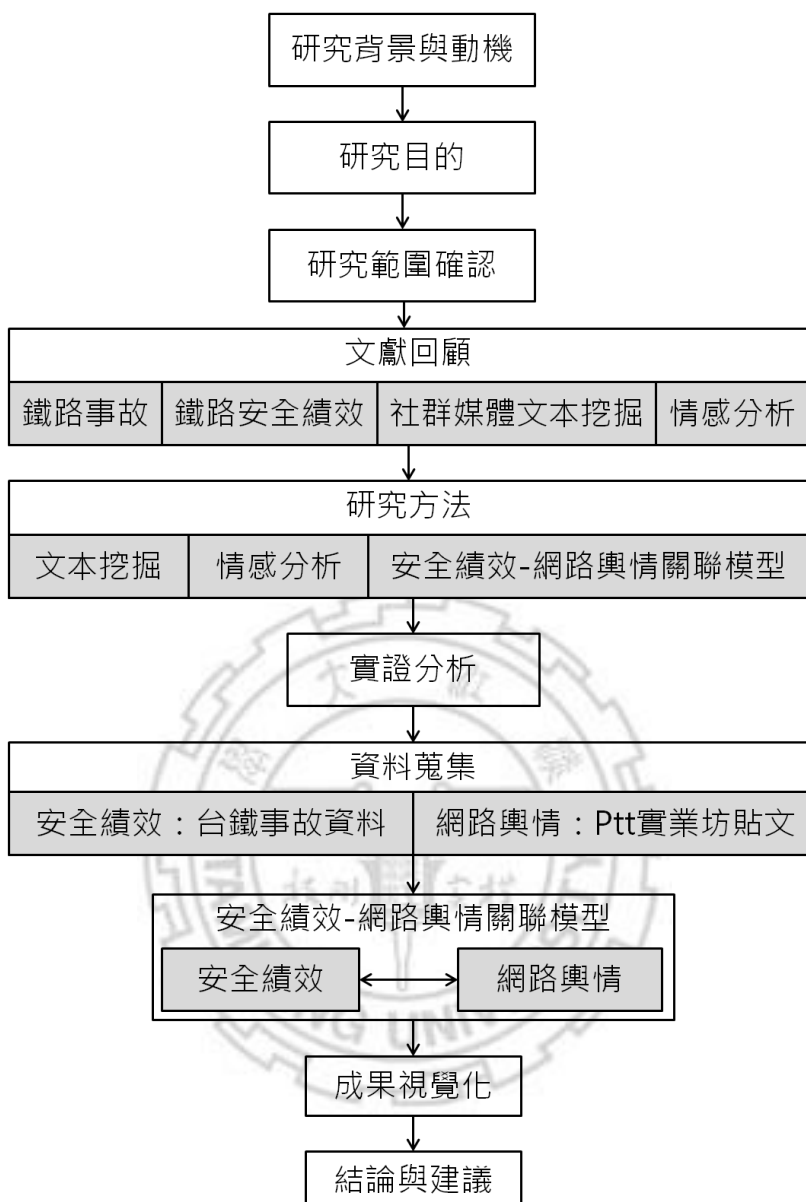 研究背景與動機
研究目的
研究範圍確認
文獻回顧
鐵路事故 鐵路安全績效 社群媒體文本挖掘 情感分析
研究方法
文本挖掘 情感分析 安全績效-網路輿情關聯模型
實證分析
資料蒐集
安全績效：台鐵事故資料 網路輿情：Ptt實業坊貼文
安全績效-網路輿情關聯模型
安全績效 網路輿情
成果視覺化
結論與建議